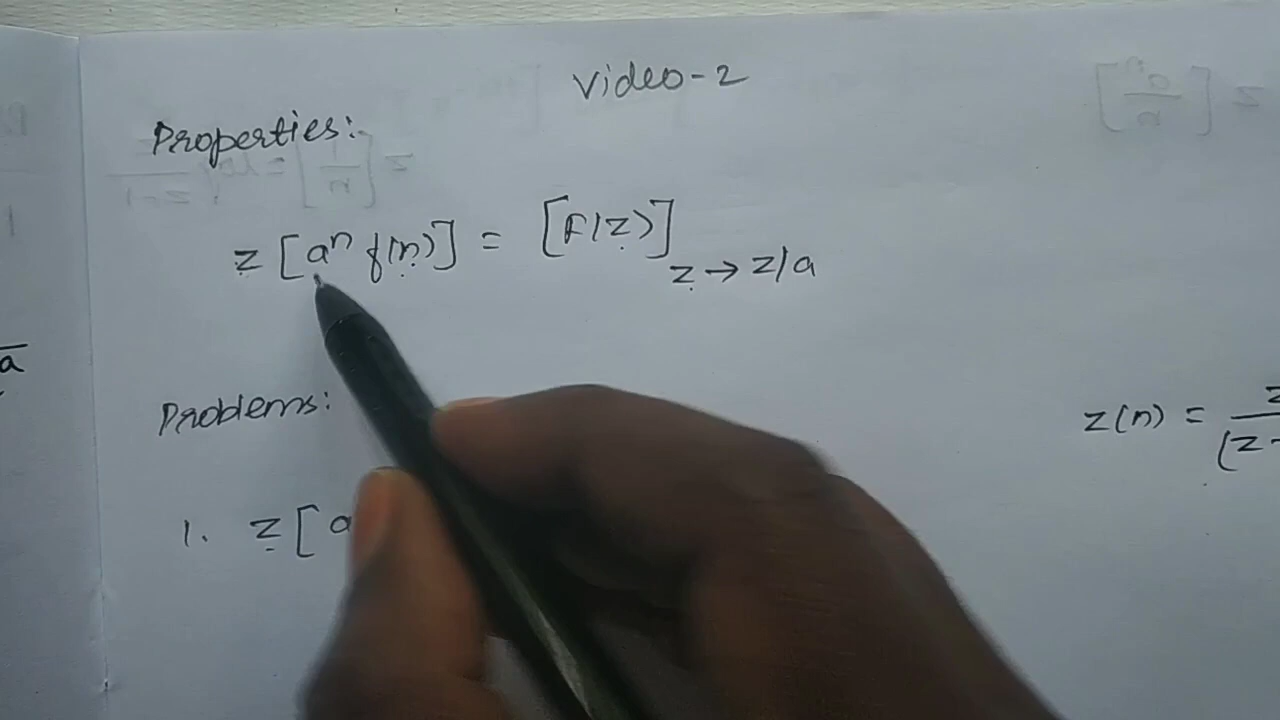 Video-2
Properties:
z[aⁿ f(n)] = [F(z)] z→z/a
Problems:
z(n) = z/(z-
1. z[a
a